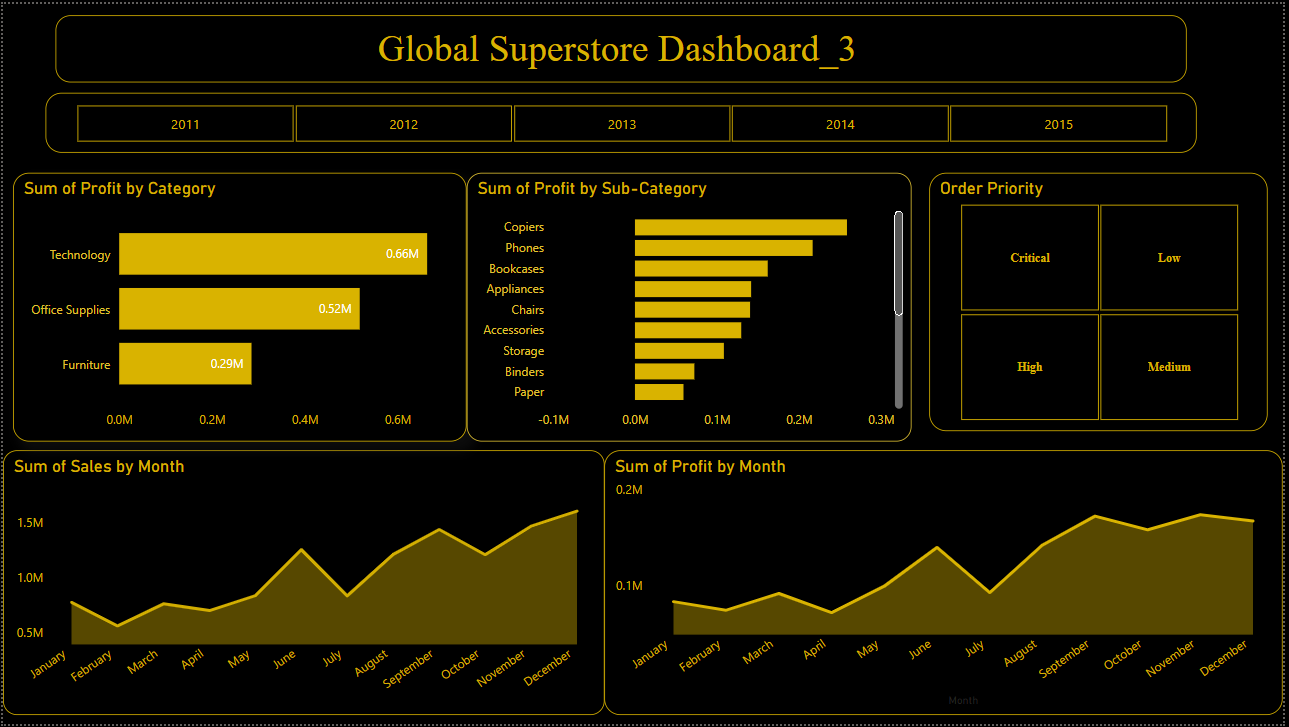 Global Superstore Dashboard_3
2011 2012 2013 2014 2015
Sum of Profit by Category
Technology 0.66M
Office Supplies 0.52M
Furniture 0.29M
0.0M 0.2M 0.4M 0.6M
Sum of Profit by Sub-Category
Copiers
Phones
Bookcases
Appliances
Chairs
Accessories
Storage
Binders
Paper
-0.1M 0.0M 0.1M 0.2M 0.3M
Order Priority
Critical Low
High Medium
Sum of Sales by Month
1.5M
1.0M
0.5M
January February March April May June July August September October November December
Sum of Profit by Month
0.2M
0.1M
January February March April May June July August September October November December
Month